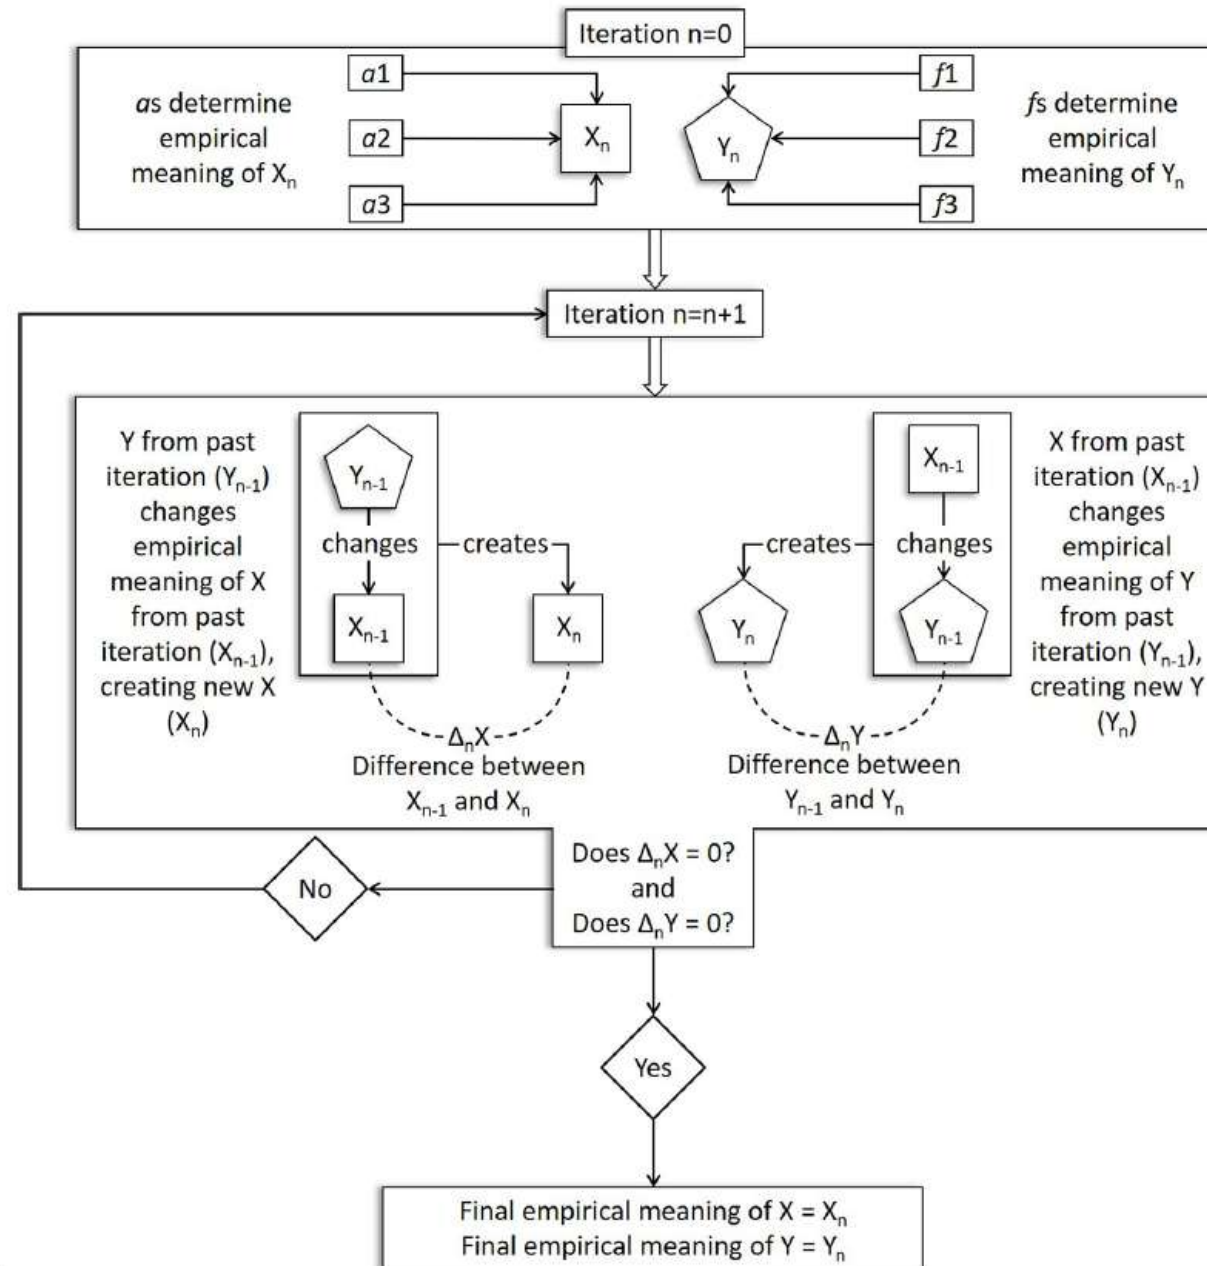 Iteration n=0
as determine
empirical
meaning of Xₙ
a1
a2
a3
Xₙ
Yₙ
f1
f2
f3
fs determine
empirical
meaning of Yₙ
Iteration n=n+1
Y from past
iteration (Yₙ₋₁)
changes
empirical
meaning of X
from past
iteration (Xₙ₋₁),
creating new X
(Xₙ)
Yₙ₋₁
changes
Xₙ₋₁
creates
Xₙ
ΔₙX
Difference between
Xₙ₋₁ and Xₙ
creates
Yₙ
Xₙ₋₁
changes
Yₙ₋₁
ΔₙY
Difference between
Yₙ₋₁ and Yₙ
X from past
iteration (Xₙ₋₁)
changes
empirical
meaning of Y
from past
iteration (Yₙ₋₁),
creating new Y
(Yₙ)
Does ΔₙX = 0?
and
Does ΔₙY = 0?
No
Yes
Final empirical meaning of X = Xₙ
Final empirical meaning of Y = Yₙ